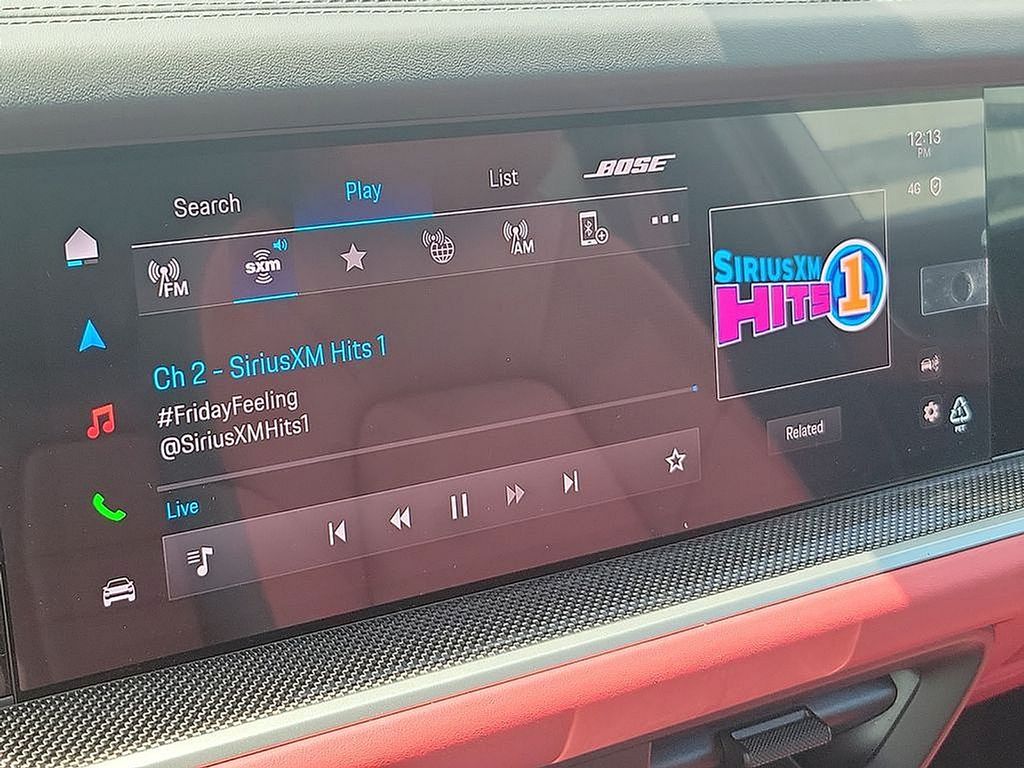 Search
Play
List
BOSE
12:13
PM
4G
FM
sxm
AM
SIRIUSXM
HITS 1
Ch 2 - SiriusXM Hits 1
#FridayFeeling
@SiriusXMHits1
Related
Live